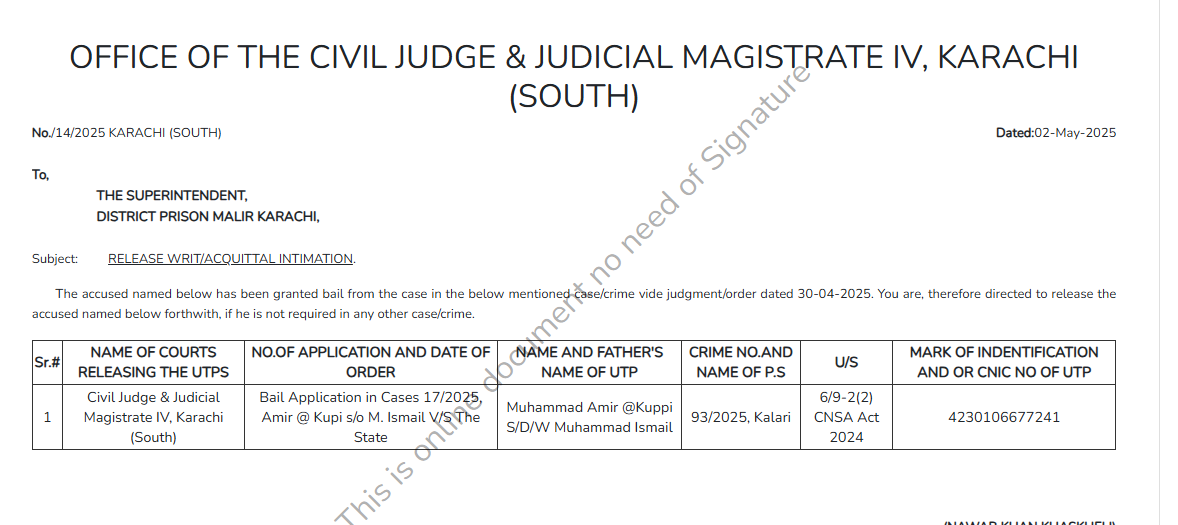 OFFICE OF THE CIVIL JUDGE & JUDICIAL MAGISTRATE IV, KARACHI
(SOUTH)
No./14/2025 KARACHI (SOUTH)
Dated:02-May-2025
To,
THE SUPERINTENDENT,
DISTRICT PRISON MALIR KARACHI,
Subject: RELEASE WRIT/ACQUITTAL INTIMATION.
The accused named below has been granted bail from the case in the below mentioned case/crime vide judgment/order dated 30-04-2025. You are, therefore directed to release the
accused named below forthwith, if he is not required in any other case/crime.
Sr.#
NAME OF COURTS
RELEASING THE UTPS
NO.OF APPLICATION AND DATE OF
ORDER
NAME AND FATHER'S
NAME OF UTP
CRIME NO.AND
NAME OF P.S
U/S
MARK OF INDENTIFICATION
AND OR CNIC NO OF UTP
1
Civil Judge & Judicial
Magistrate IV, Karachi
(South)
Bail Application in Cases 17/2025,
Amir @ Kupi s/o M. Ismail V/S The
State
Muhammad Amir @Kuppi
S/D/W Muhammad Ismail
93/2025, Kalari
6/9-2(2)
CNSA Act
2024
4230106677241
This is online document no need of Signature